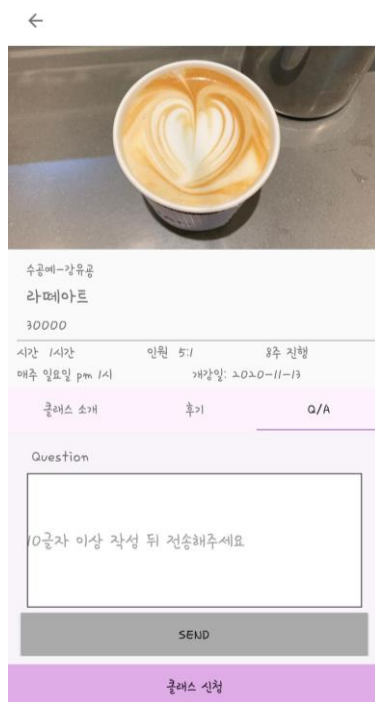 수공예-강유공
라떼아트
30000
시간 1시간 인원 5:1 8주 진행
매주 일요일 pm 1시 개강일: 2020-11-13
클래스 소개 후기 Q/A
Question
10글자 이상 작성 뒤 전송해주세요
SEND
클래스 신청